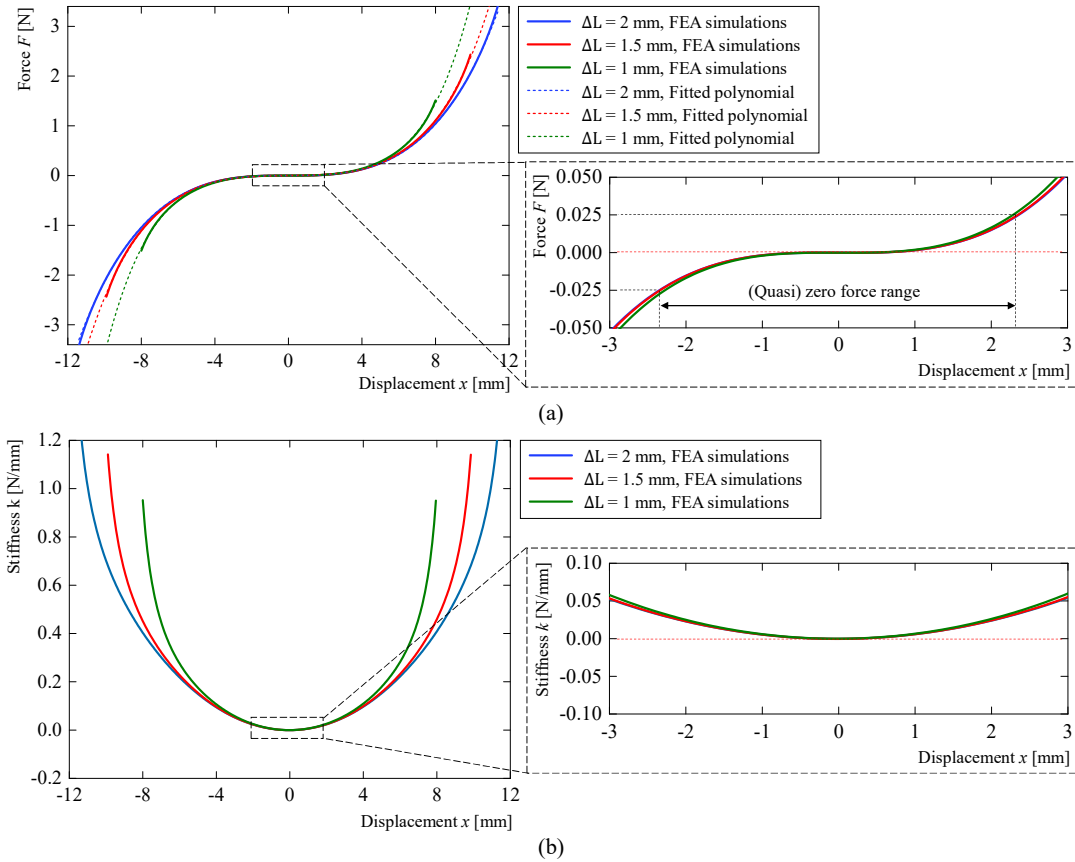 Force F [N]
3
2
1
0
-1
-2
-3
-12
-8
-4
0
4
8
12
Displacement x [mm]
ΔL = 2 mm, FEA simulations
ΔL = 1.5 mm, FEA simulations
ΔL = 1 mm, FEA simulations
ΔL = 2 mm, Fitted polynomial
ΔL = 1.5 mm, Fitted polynomial
ΔL = 1 mm, Fitted polynomial
Force F [N]
0.050
0.025
0.000
-0.025
-0.050
(Quasi) zero force range
-3
-2
-1
0
1
2
3
Displacement x [mm]
(a)
Stiffness k [N/mm]
1.2
1.0
0.8
0.6
0.4
0.2
0.0
-0.2
-12
-8
-4
0
4
8
12
Displacement x [mm]
ΔL = 2 mm, FEA simulations
ΔL = 1.5 mm, FEA simulations
ΔL = 1 mm, FEA simulations
Stiffness k [N/mm]
0.10
0.05
0.00
-0.05
-0.10
-3
-2
-1
0
1
2
3
Displacement x [mm]
(b)